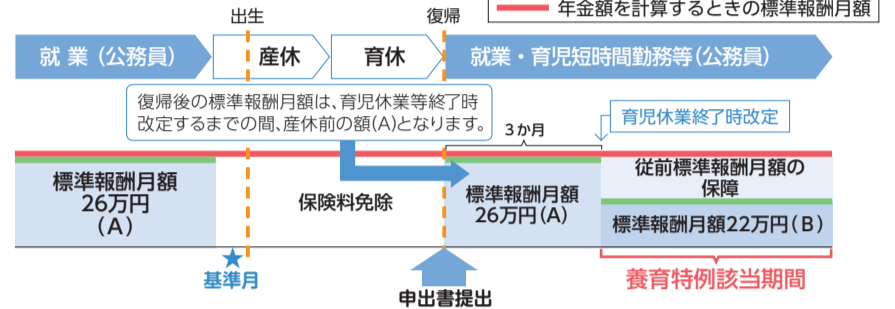 年金額を計算するときの標準報酬月額
出生
復帰
就 業 (公務員)
産休
育休
就業・育児短時間勤務等(公務員)
復帰後の標準報酬月額は、育児休業等終了時
改定するまでの間、産休前の額(A)となります。
3か月
育児休業終了時改定
標準報酬月額
26万円
(A)
保険料免除
標準報酬月額
26万円(A)
従前標準報酬月額の
保障
標準報酬月額22万円(B)
★
基準月
申出書提出
養育特例該当期間